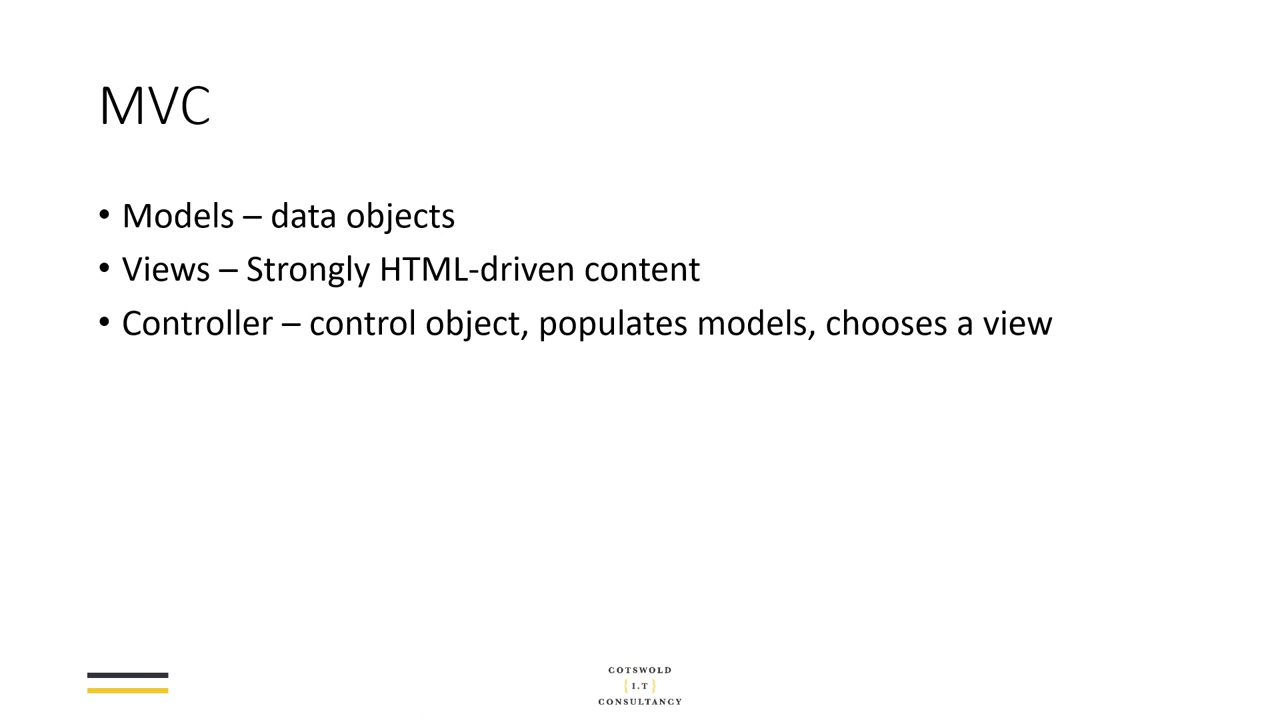 MVC
• Models – data objects
• Views – Strongly HTML-driven content
• Controller – control object, populates models, chooses a view
COTSWOLD
{ I.T }
CONSULTANCY